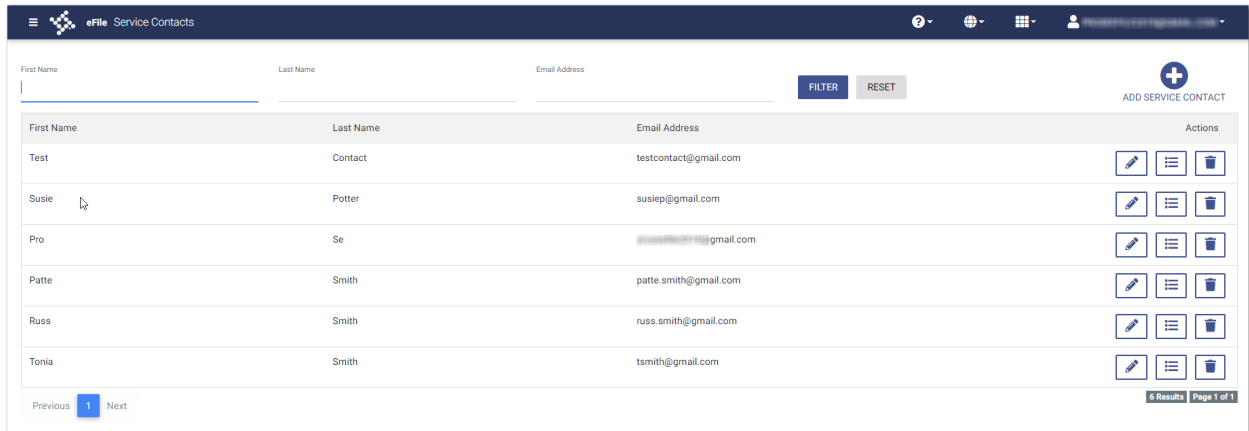 eFile Service Contacts
First Name Last Name Email Address
FILTER RESET
ADD SERVICE CONTACT
First Name Last Name Email Address Actions
Test Contact testcontact@gmail.com
Susie Potter susiep@gmail.com
Pro Se gmail.com
Patte Smith patte.smith@gmail.com
Russ Smith russ.smith@gmail.com
Tonia Smith tsmith@gmail.com
Previous 1 Next
6 Results Page 1 of 1